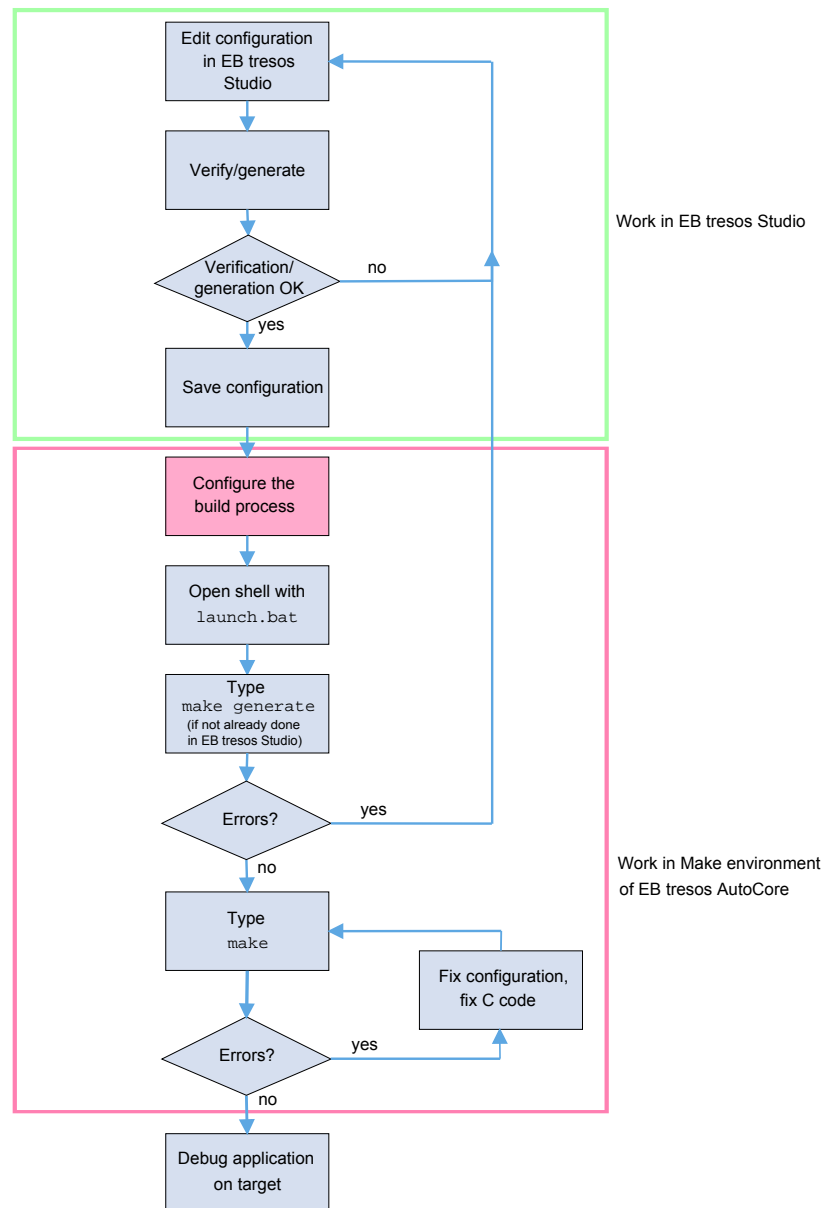 Edit configuration
in EB tresos
Studio
Verify/generate
Work in EB tresos Studio
Verification/
generation OK
no
yes
Save configuration
Configure the
build process
Open shell with
launch.bat
Type
make generate
(if not already done
in EB tresos Studio)
Errors?
yes
no
Work in Make environment
of EB tresos AutoCore
Type
make
Fix configuration,
fix C code
Errors?
yes
no
Debug application
on target